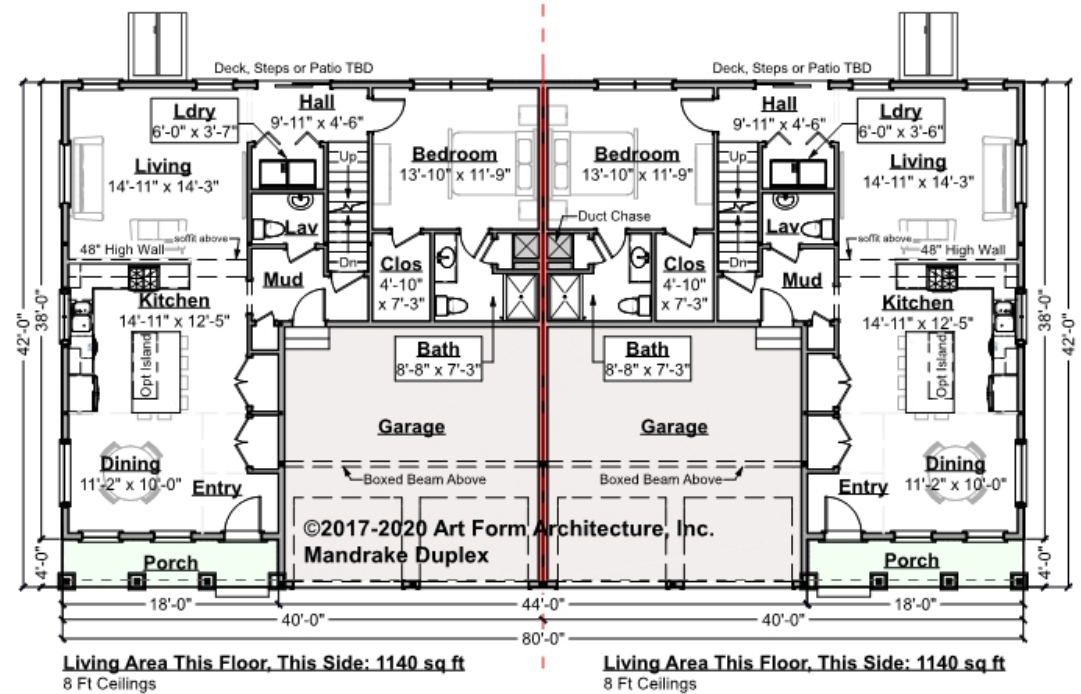 Deck, Steps or Patio TBD
Deck, Steps or Patio TBD
Ldry
6'-0" x 3'-7"
Hall
9'-11" x 4'-6"
Hall
9'-11" x 4'-6"
Ldry
6'-0" x 3'-6"
Living
14'-11" x 14'-3"
Up
Bedroom
13'-10" x 11'-9"
Bedroom
13'-10" x 11'-9"
Up
Living
14'-11" x 14'-3"
Lav
Duct Chase
Lav
48" High Wall
soffit above
soffit above
48" High Wall
Dn
Dn
Mud
Clos
4'-10"
x 7'-3"
Clos
4'-10"
x 7'-3"
Mud
Kitchen
14'-11" x 12'-5"
Kitchen
14'-11" x 12'-5"
42'-0"
38'-0"
38'-0"
42'-0"
Opt Island
Bath
8'-8" x 7'-3"
Bath
8'-8" x 7'-3"
Opt Island
Garage
Garage
Dining
11'-2" x 10'-0"
Entry
Boxed Beam Above
Boxed Beam Above
Entry
Dining
11'-2" x 10'-0"
©2017-2020 Art Form Architecture, Inc.
Mandrake Duplex
4'-0"
Porch
Porch
4'-0"
18'-0"
44'-0"
18'-0"
40'-0"
40'-0"
80'-0"
Living Area This Floor, This Side: 1140 sq ft
8 Ft Ceilings
Living Area This Floor, This Side: 1140 sq ft
8 Ft Ceilings